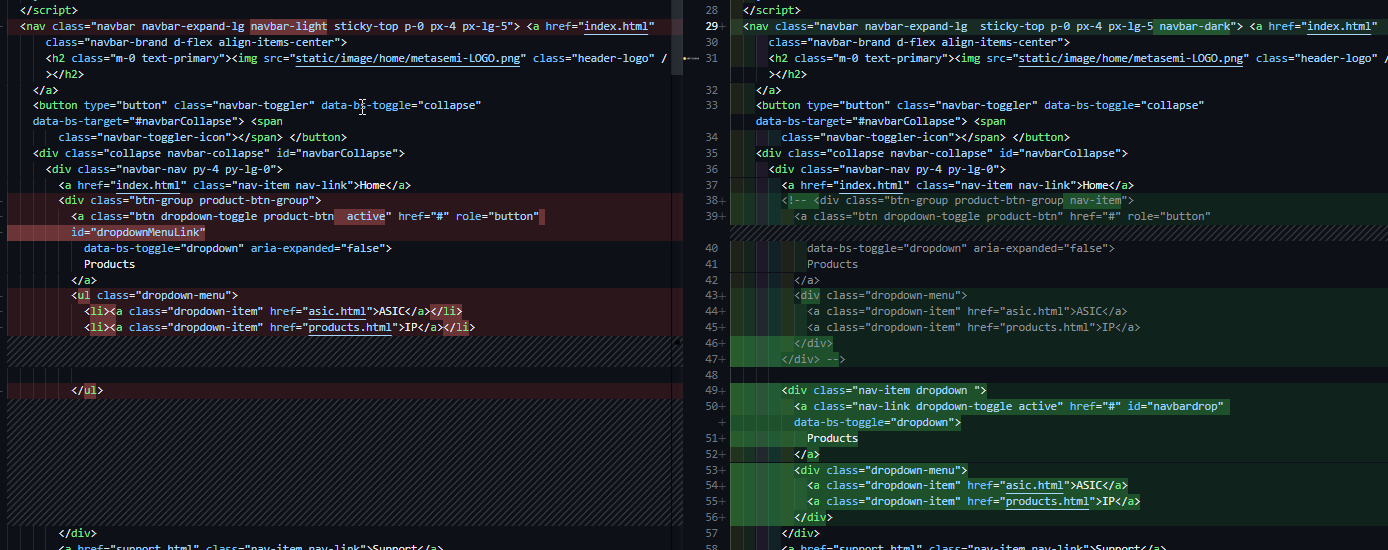 </script>
<nav class="navbar navbar-expand-lg navbar-light sticky-top p-0 px-4 px-lg-5"> <a href="index.html"
class="navbar-brand d-flex align-items-center">
<h2 class="m-0 text-primary"><img src="static/image/home/metasemi-LOGO.png" class="header-logo" /
></h2>
</a>
<button type="button" class="navbar-toggler" data-bs-toggle="collapse"
data-bs-target="#navbarCollapse"> <span
class="navbar-toggler-icon"></span> </button>
<div class="collapse navbar-collapse" id="navbarCollapse">
<div class="navbar-nav py-4 py-lg-0">
<a href="index.html" class="nav-item nav-link">Home</a>
<div class="btn-group product-btn-group">
<a class="btn dropdown-toggle product-btn  active" href="#" role="button"
id="dropdownMenuLink"
data-bs-toggle="dropdown" aria-expanded="false">
Products
</a>
<ul class="dropdown-menu">
<li><a class="dropdown-item" href="asic.html">ASIC</a></li>
<li><a class="dropdown-item" href="products.html">IP</a></li>
</ul>
</div>
<a href="support.html" class="nav-item nav-link">Support</a>
28 </script>
29+ <nav class="navbar navbar-expand-lg  sticky-top p-0 px-4 px-lg-5 navbar-dark"> <a href="index.html"
30 class="navbar-brand d-flex align-items-center">
31 <h2 class="m-0 text-primary"><img src="static/image/home/metasemi-LOGO.png" class="header-logo" /
></h2>
32 </a>
33 <button type="button" class="navbar-toggler" data-bs-toggle="collapse"
data-bs-target="#navbarCollapse"> <span
34 class="navbar-toggler-icon"></span> </button>
35 <div class="collapse navbar-collapse" id="navbarCollapse">
36 <div class="navbar-nav py-4 py-lg-0">
37 <a href="index.html" class="nav-item nav-link">Home</a>
38+ <!-- <div class="btn-group product-btn-group nav-item">
39+ <a class="btn dropdown-toggle product-btn" href="#" role="button"
40 data-bs-toggle="dropdown" aria-expanded="false">
41 Products
42 </a>
43+ <div class="dropdown-menu">
44+ <a class="dropdown-item" href="asic.html">ASIC</a>
45+ <a class="dropdown-item" href="products.html">IP</a>
46+ </div>
47+ </div> -->
48
49+ <div class="nav-item dropdown ">
50+ <a class="nav-link dropdown-toggle active" href="#" id="navbardrop"
+ data-bs-toggle="dropdown">
51+ Products
52+ </a>
53+ <div class="dropdown-menu">
54+ <a class="dropdown-item" href="asic.html">ASIC</a>
55+ <a class="dropdown-item" href="products.html">IP</a>
56+ </div>
57 </div>
58 <a href="support.html" class="nav-item nav-link">Support</a>